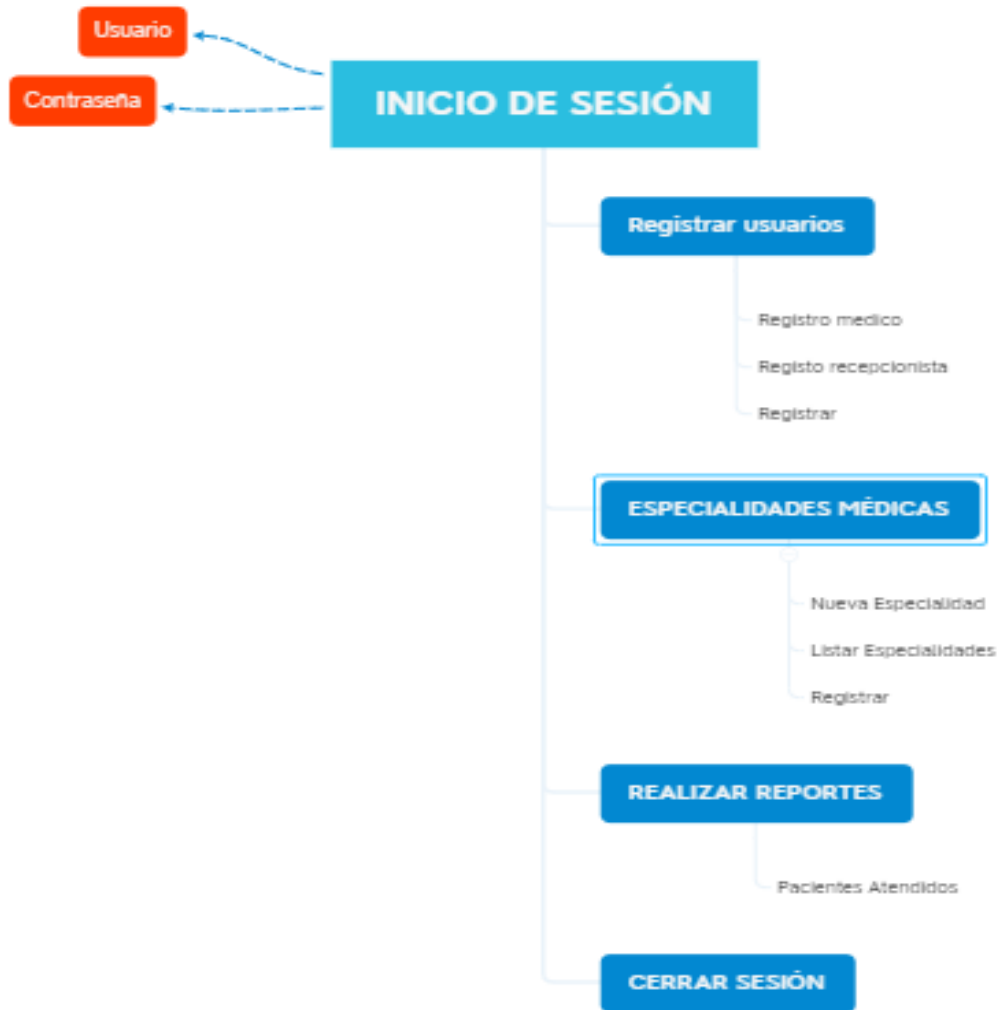 Usuario
Contraseña
INICIO DE SESIÓN
Registrar usuarios
Registro medico
Registo recepcionista
Registrar
ESPECIALIDADES MÉDICAS
Nueva Especialidad
Listar Especialidades
Registrar
REALIZAR REPORTES
Pacientes Atendidos
CERRAR SESIÓN